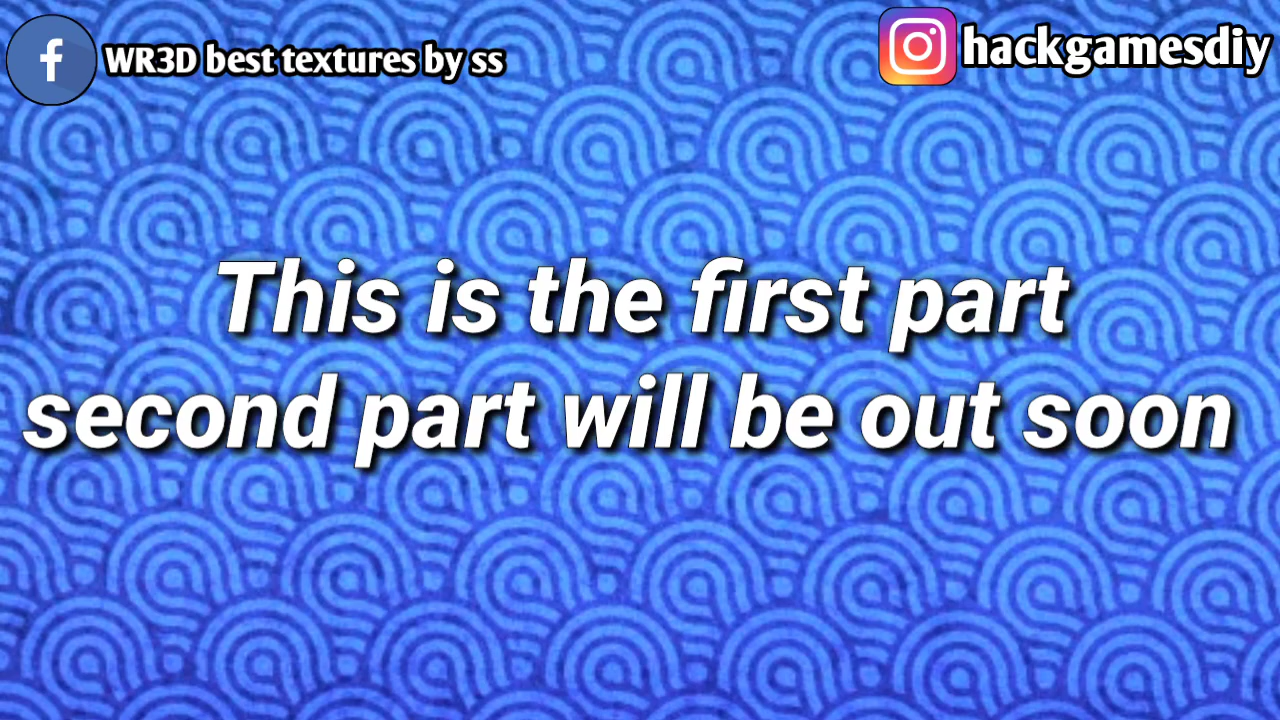 WR3D best textures by ss
hackgamesdiy
This is the first part
second part will be out soon